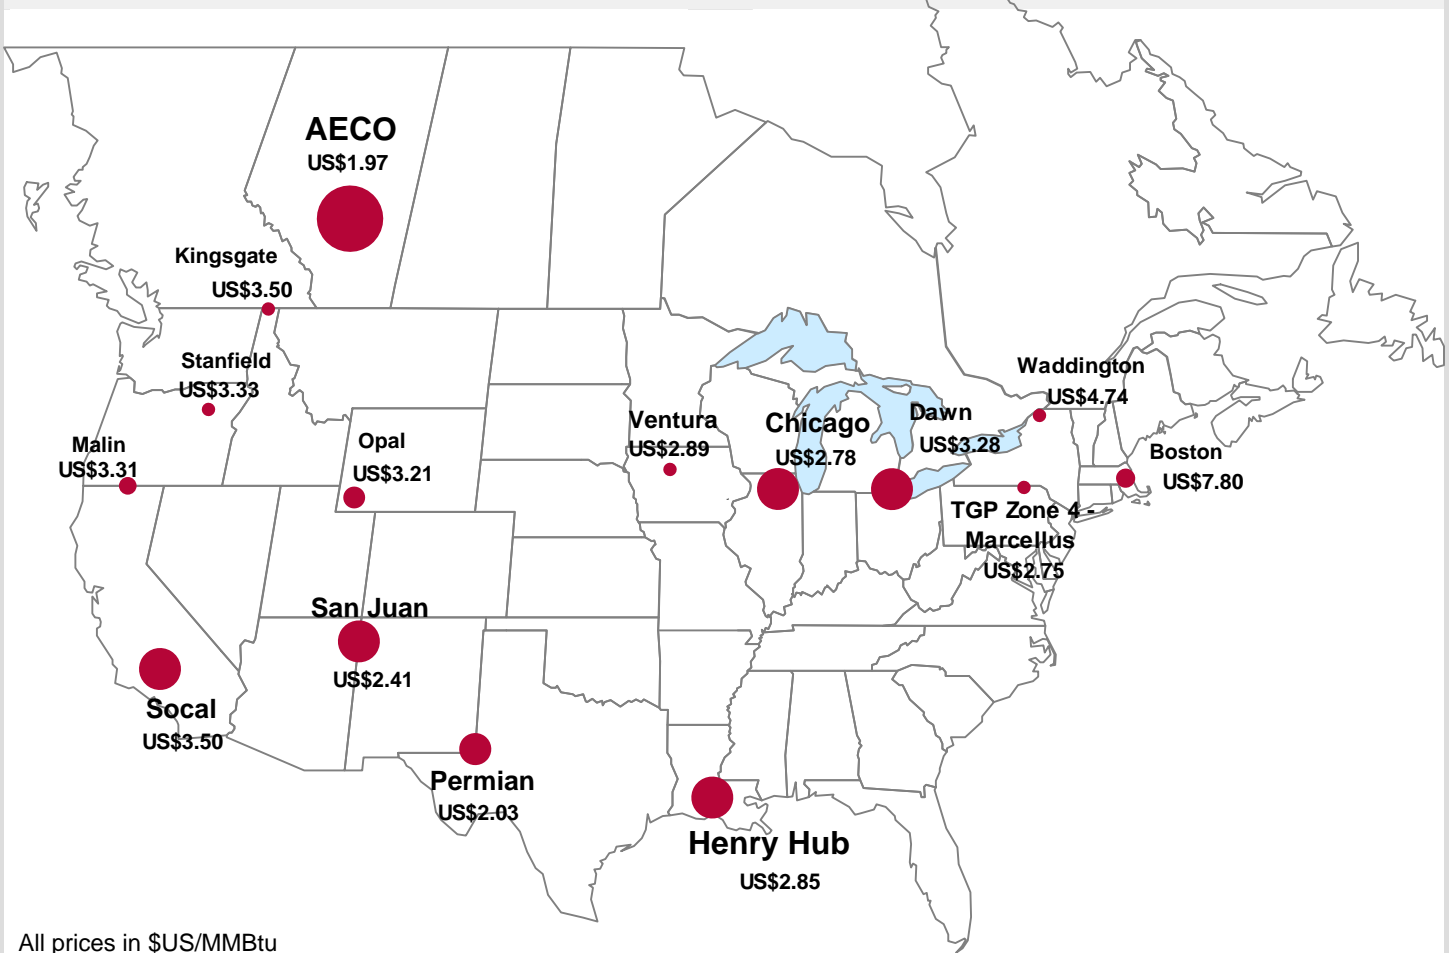 AECO
US$1.97
Kingsgate
US$3.50
Stanfield
US$3.33
Malin
US$3.31
Opal
US$3.21
Ventura
US$2.89
Chicago
US$2.78
Dawn
US$3.28
Waddington
US$4.74
Boston
US$7.80
TGP Zone 4 -
Marcellus
US$2.75
San Juan
US$2.41
Socal
US$3.50
Permian
US$2.03
Henry Hub
US$2.85
All prices in $US/MMBtu